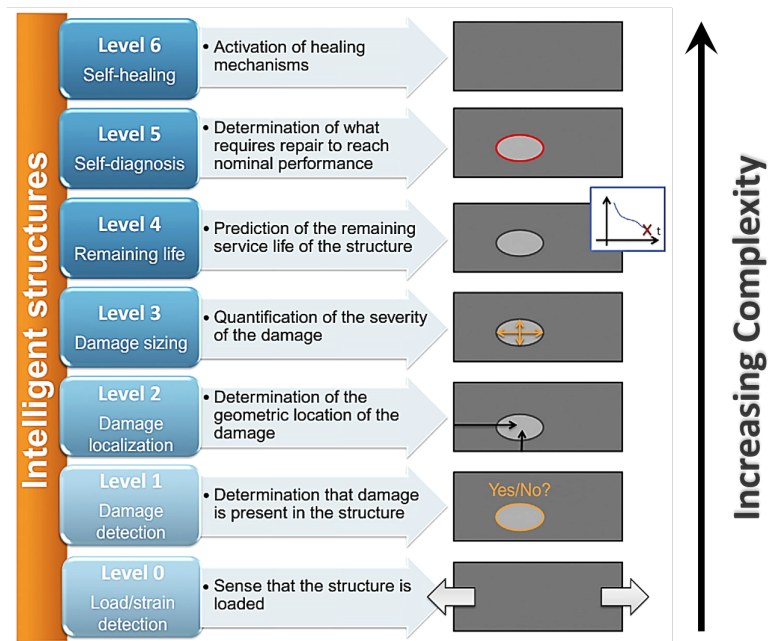 Intelligent structures
Level 6
Self-healing
• Activation of healing
mechanisms
Level 5
Self-diagnosis
• Determination of what
requires repair to reach
nominal performance
Level 4
Remaining life
• Prediction of the remaining
service life of the structure
t
Level 3
Damage sizing
• Quantification of the severity
of the damage
Level 2
Damage
localization
• Determination of the
geometric location of the
damage
Level 1
Damage
detection
• Determination that damage
is present in the structure
Yes/No?
Level 0
Load/strain
detection
• Sense that the structure is
loaded
Increasing Complexity